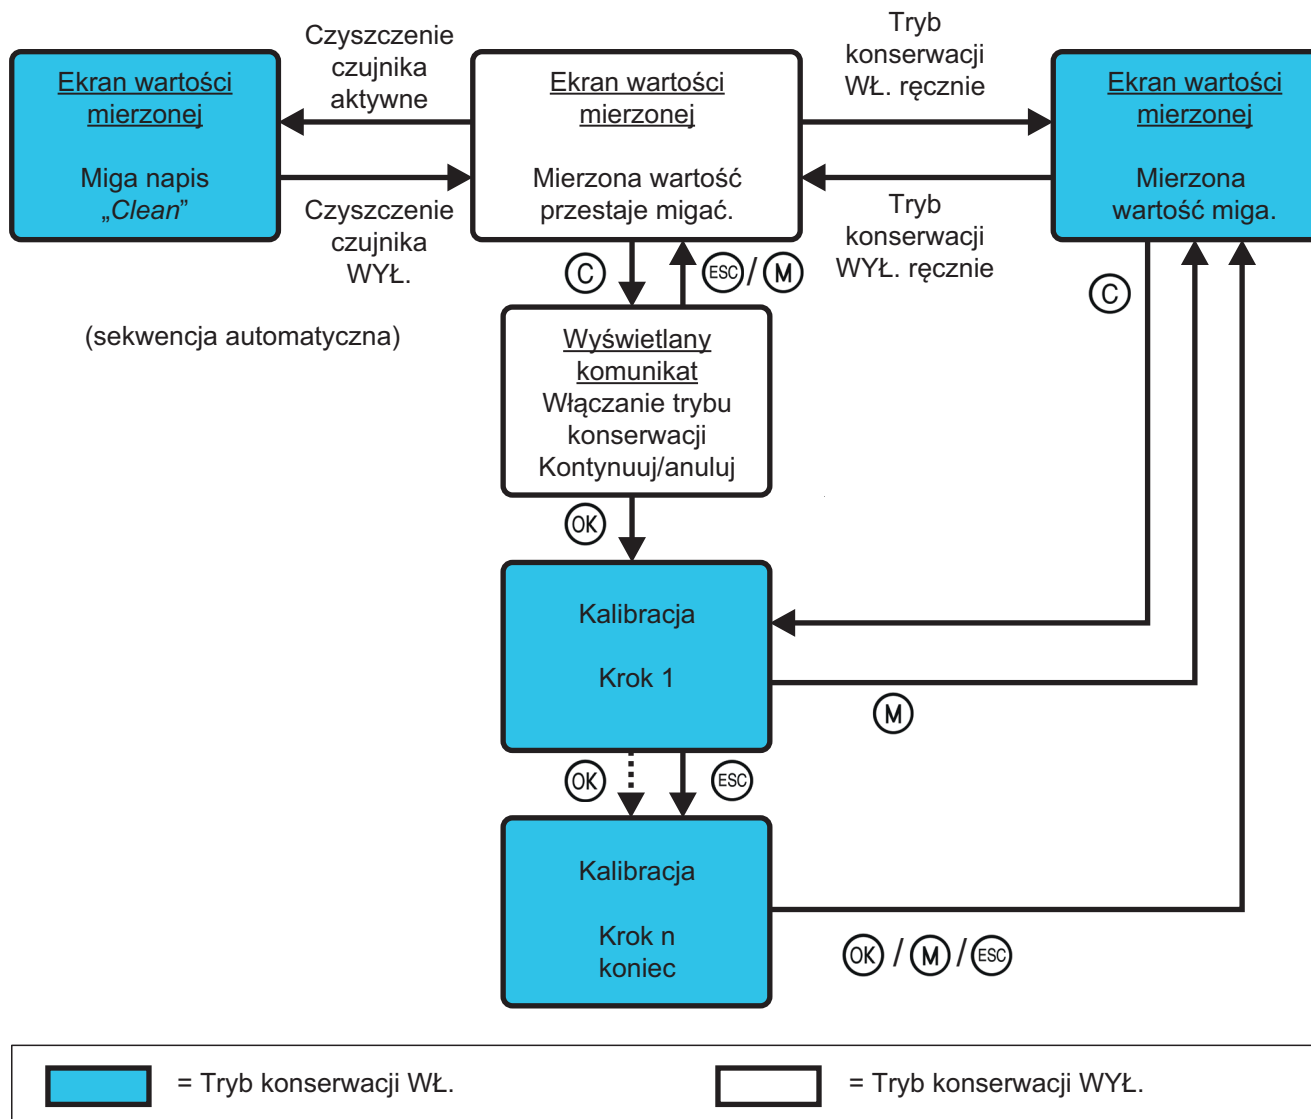 Ekran wartości
mierzonej
Miga napis
„Clean”
Czyszczenie
czujnika
aktywne
Czyszczenie
czujnika
WYŁ.
(sekwencja automatyczna)
Ekran wartości
mierzonej
Mierzona wartość
przestaje migać.
Tryb
konserwacji
WŁ. ręcznie
Tryb
konserwacji
WYŁ. ręcznie
Ekran wartości
mierzonej
Mierzona
wartość miga.
C
ESC / M
C
Wyświetlany
komunikat
Włączanie trybu
konserwacji
Kontynuuj/anuluj
OK
Kalibracja
Krok 1
M
OK
ESC
Kalibracja
Krok n
koniec
OK / M / ESC
= Tryb konserwacji WŁ.
= Tryb konserwacji WYŁ.